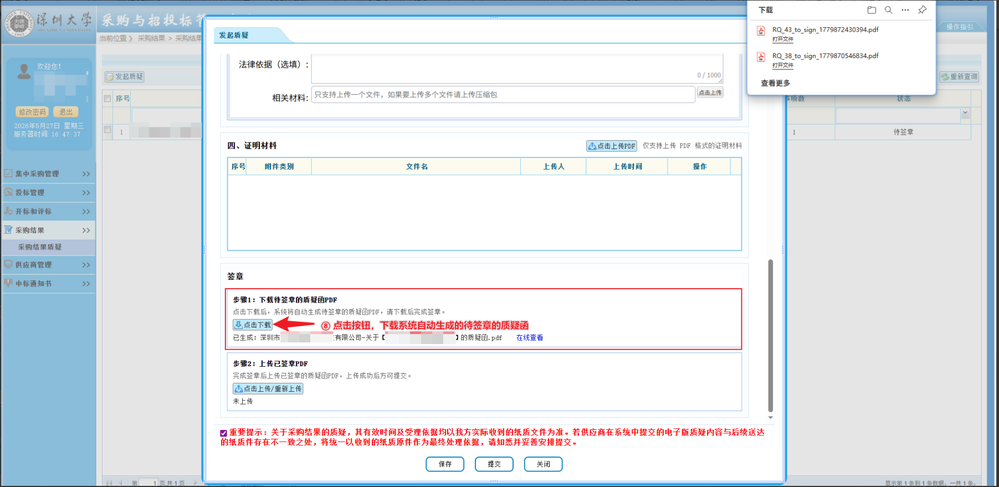 深圳大学
SHENZHEN UNIVERSITY
采购与招投标管
操作指引
当前位置 》 采购结果 > 采购结果
欢迎您!
修改密码 退出
2026年5月27日 星期三
服务器时间:16:47:37
集中采购管理 >>
投标管理 >>
开标和评标 >>
采购结果 >>
采购结果质疑
供应商管理 >>
中标通知书 >>
发起质疑
序号
1
第 1 页,共 1 页
发起质疑
法律依据（选填）:
0 / 1000
相关材料: 只支持上传一个文件，如果要上传多个文件请上传压缩包 点击上传
四、证明材料
点击上传PDF 仅支持上传 PDF 格式的证明材料
序号 附件类别 文件名 上传人 上传时间 操作
签章
步骤1：下载待签章的质疑函PDF
点击下载后，系统将自动生成待签章的质疑函PDF，请下载后完成签章。
点击下载 ⑧ 点击按钮，下载系统自动生成的待签章的质疑函
已生成：深圳市 有限公司-关于【 】的质疑函.pdf 在线查看
步骤2：上传已签章PDF
完成签章后上传已签章的质疑函PDF，上传成功后方可提交。
点击上传/重新上传
未上传
重要提示：关于采购结果的质疑，其有效时间及受理依据均以我方实际收到的纸质文件为准。若供应商在系统中提交的电子版质疑内容与后续送达
的纸质件存在不一致之处，将统一以收到的纸质原件作为最终处理依据，请知悉并妥善安排提交。
保存 提交 关闭
下载
RQ_43_to_sign_1779872430394.pdf
打开文件
RQ_38_to_sign_1779870546834.pdf
打开文件
查看更多
重新查询
项数 状态
1 待签章
显示第 1 条到 1 条数据，一共 1 条。